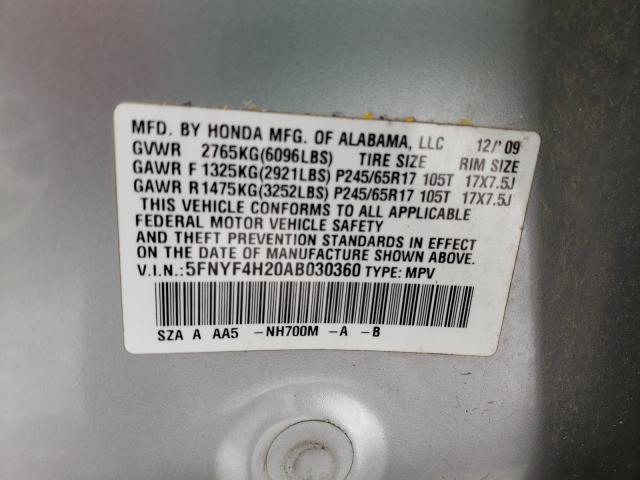 MFD. BY HONDA MFG. OF ALABAMA, LLC 12/'09
GVWR 2765KG(6096LBS) TIRE SIZE RIM SIZE
GAWR F 1325KG(2921LBS) P245/65R17 105T 17X7.5J
GAWR R1475KG(3252LBS) P245/65R17 105T 17X7.5J
THIS VEHICLE CONFORMS TO ALL APPLICABLE
FEDERAL MOTOR VEHICLE SAFETY
AND THEFT PREVENTION STANDARDS IN EFFECT
ON THE DATE OF MANUFACTURE SHOWN ABOVE.
V.I.N.:5FNYF4H20AB030360 TYPE: MPV
SZA A AA5 -NH700M -A -B